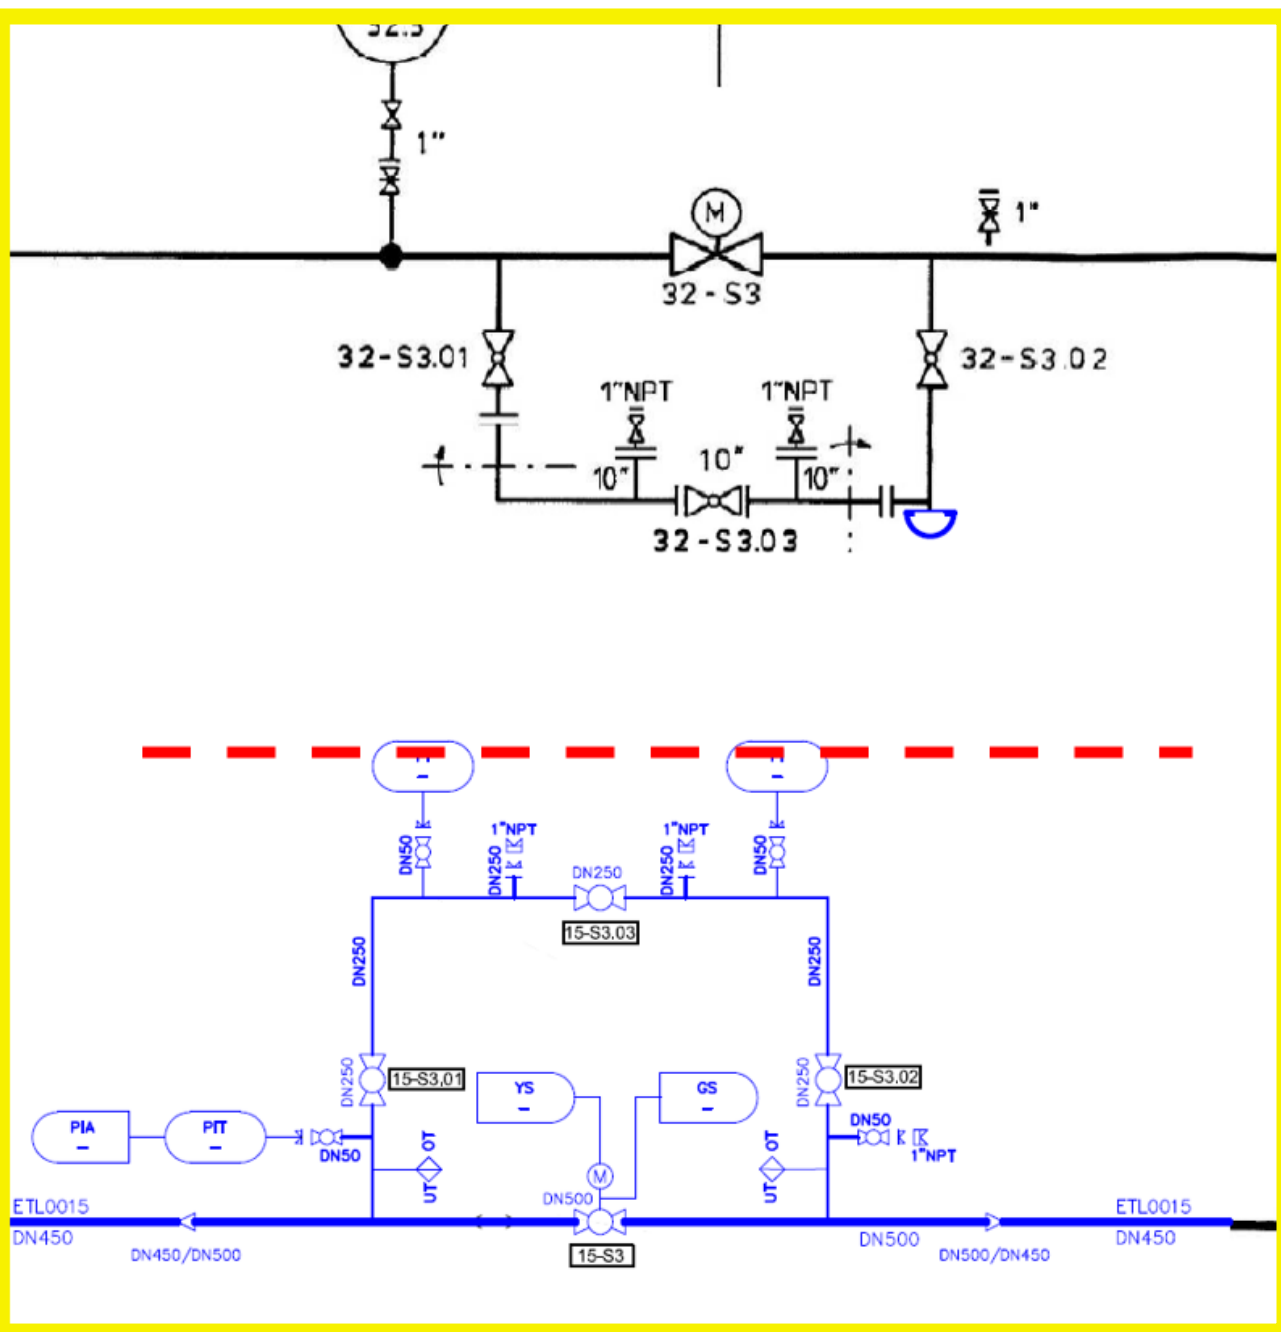 32.3
1"
M
1"
32-S3
32-S3.01
32-S3.02
1"NPT
1"NPT
10"
10"
10"
32-S3.03
1"NPT
1"NPT
DN50
DN250
DN250
DN250
DN50
15-S3.03
DN250
DN250
DN250
15-S3,01
YS
GS
DN250
15-S3.02
PIA
PIT
DN50
OT
UT
M
OT
UT
DN50
1"NPT
ETL0015
DN450
DN450/DN500
DN500
15-S3
DN500
DN500/DN450
ETL0015
DN450